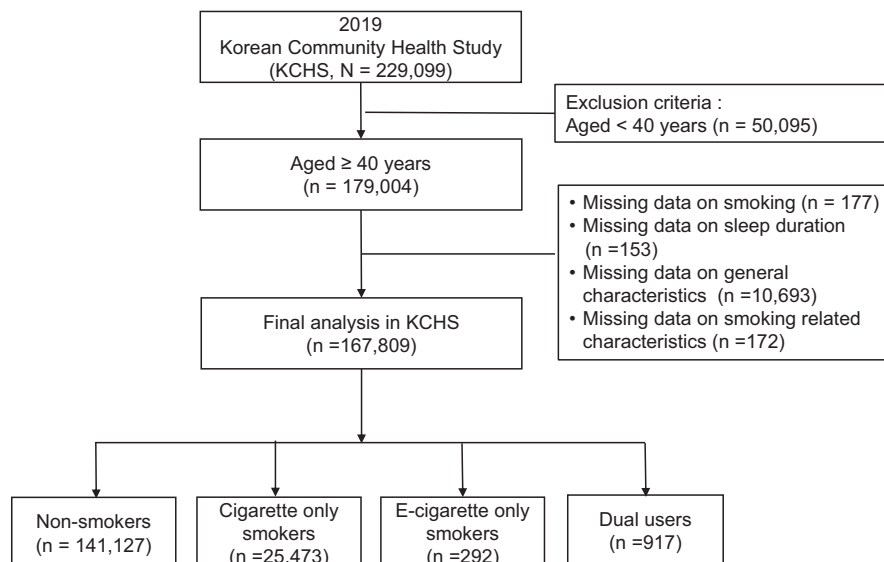 2019
Korean Community Health Study
(KCHS, N = 229,099)
Exclusion criteria :
Aged < 40 years (n = 50,095)
Aged ≥ 40 years
(n = 179,004)
• Missing data on smoking (n = 177)
• Missing data on sleep duration
(n =153)
• Missing data on general
characteristics (n =10,693)
• Missing data on smoking related
characteristics (n =172)
Final analysis in KCHS
(n =167,809)
Non-smokers
(n = 141,127)
Cigarette only
smokers
(n =25,473)
E-cigarette only
smokers
(n =292)
Dual users
(n =917)